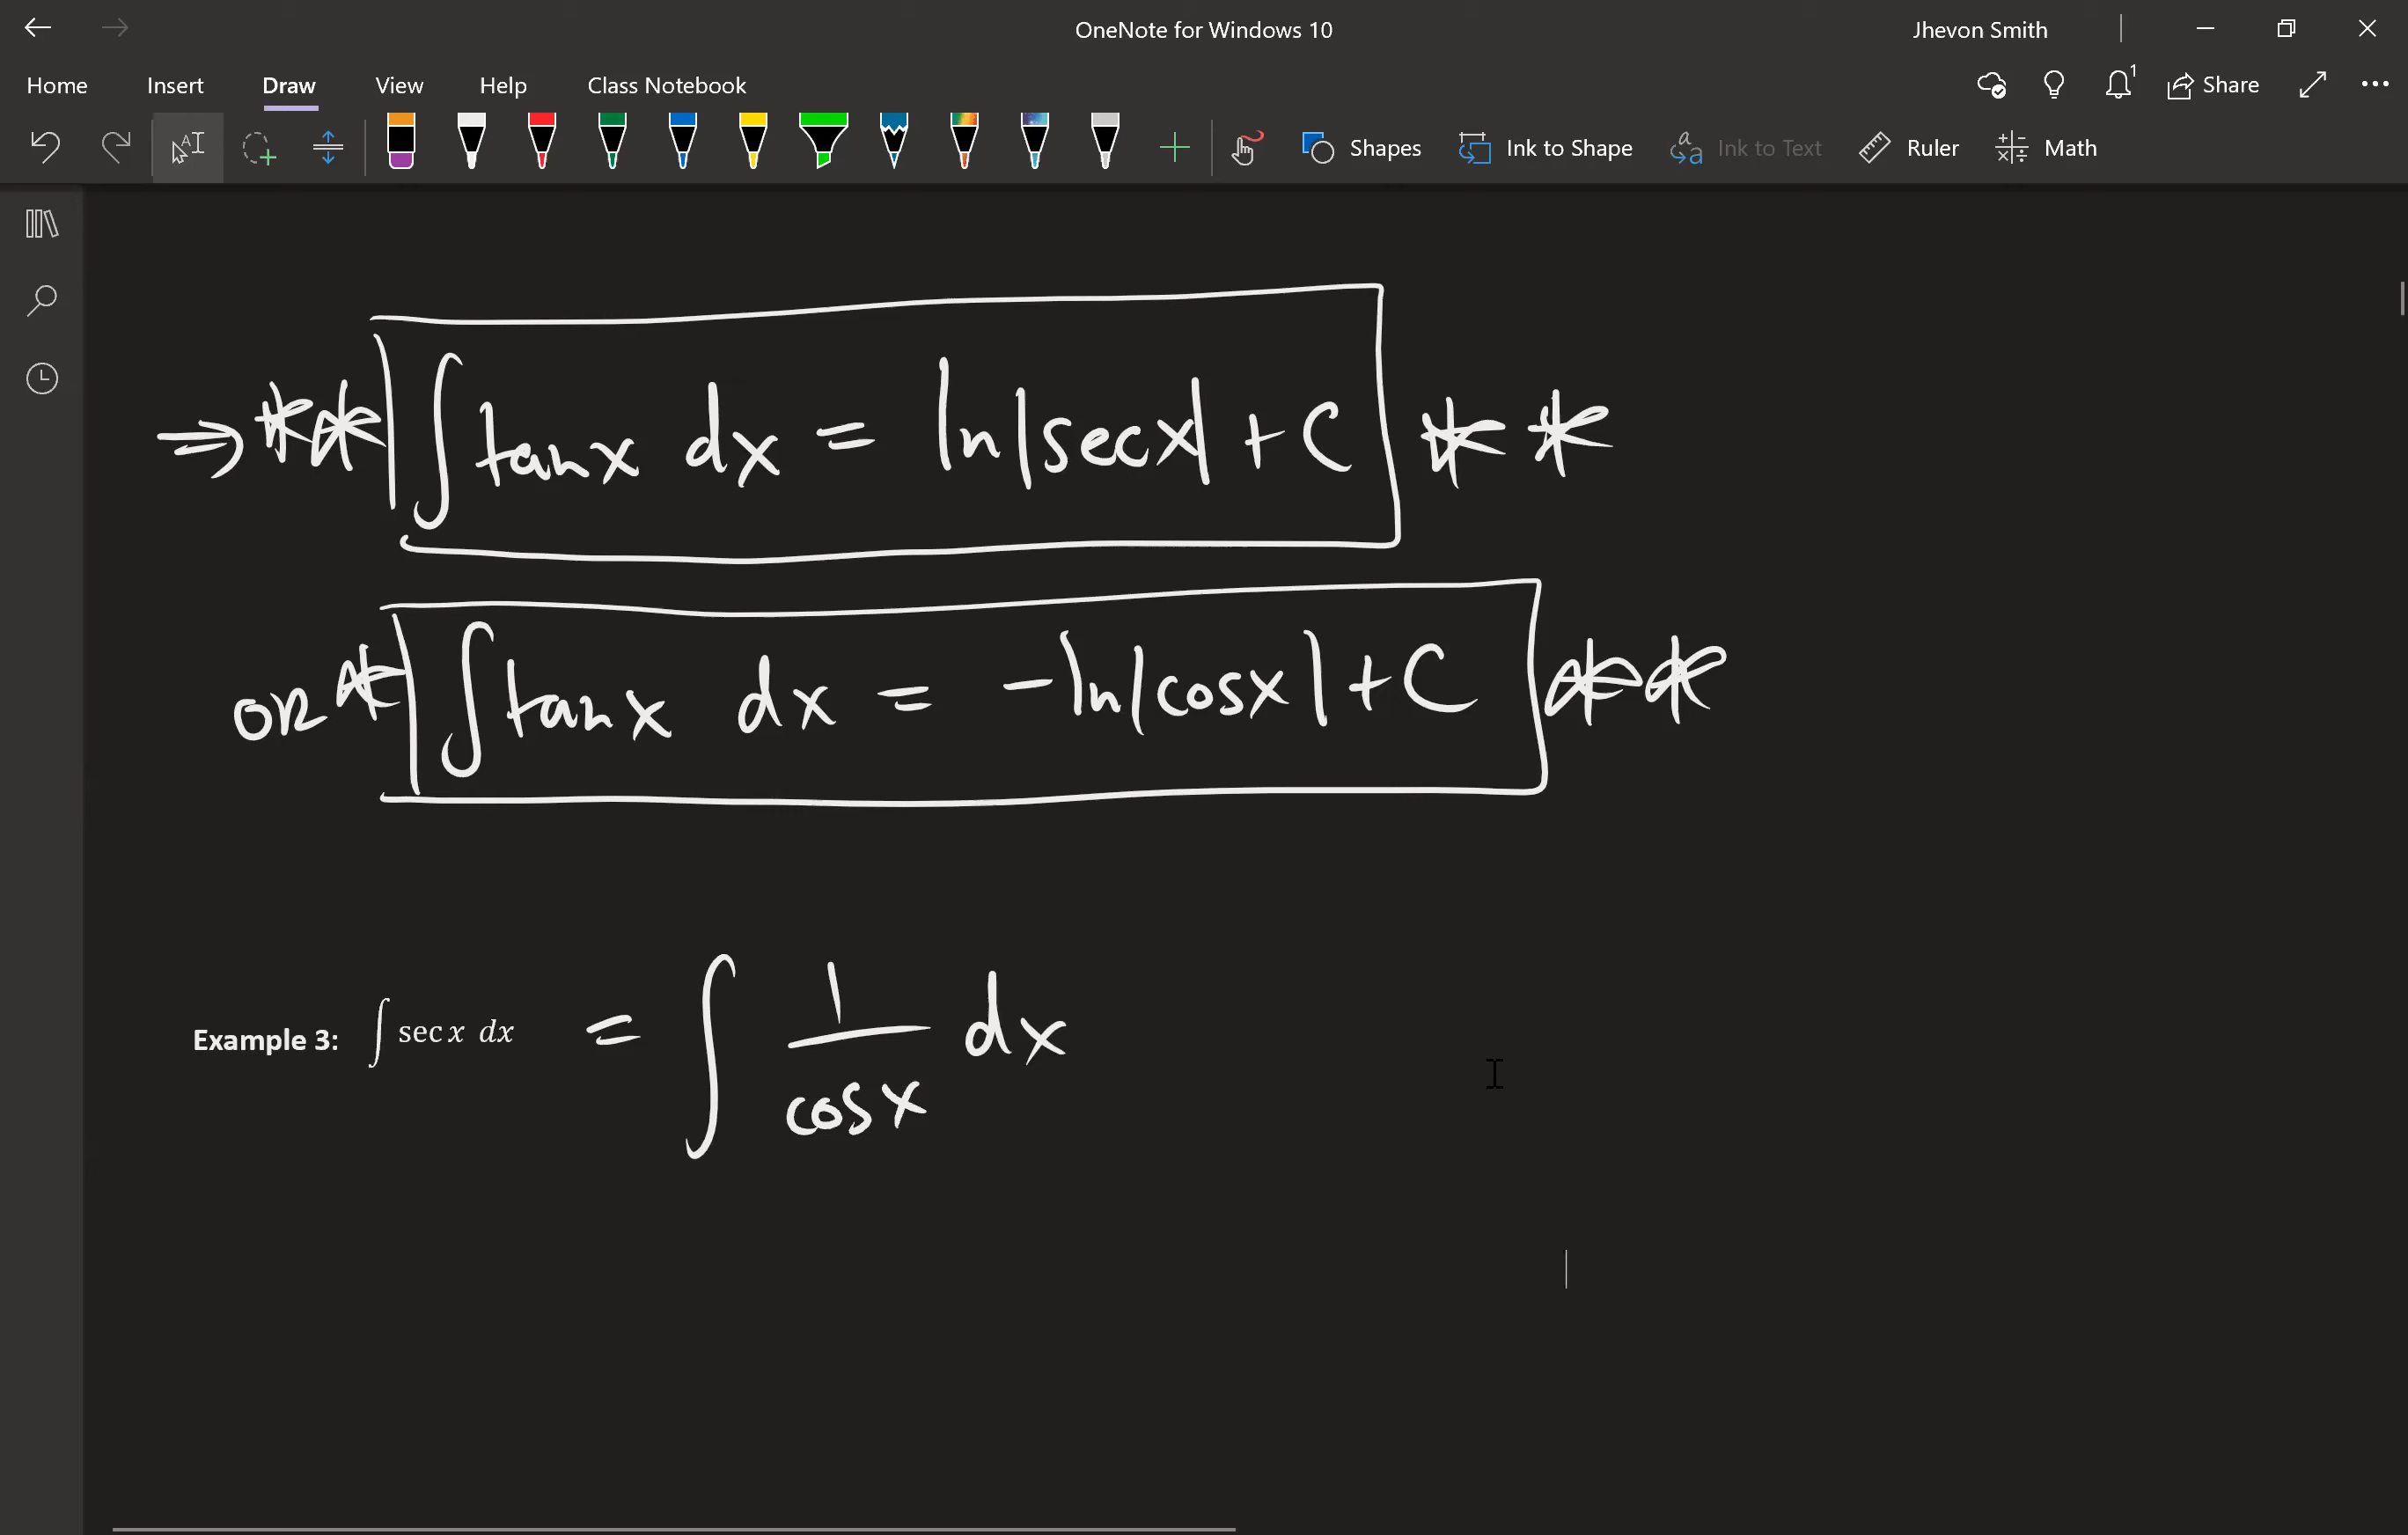 OneNote for Windows 10 Jhevon Smith
Home Insert Draw View Help Class Notebook 1 Share
Shapes Ink to Shape Ink to Text Ruler Math
⇒ ** ∫ tanx dx = ln|secx| + C **
OR * ∫ tanx dx = -ln|cosx| + C **
Example 3: ∫ sec x dx = ∫ 1/cosx dx